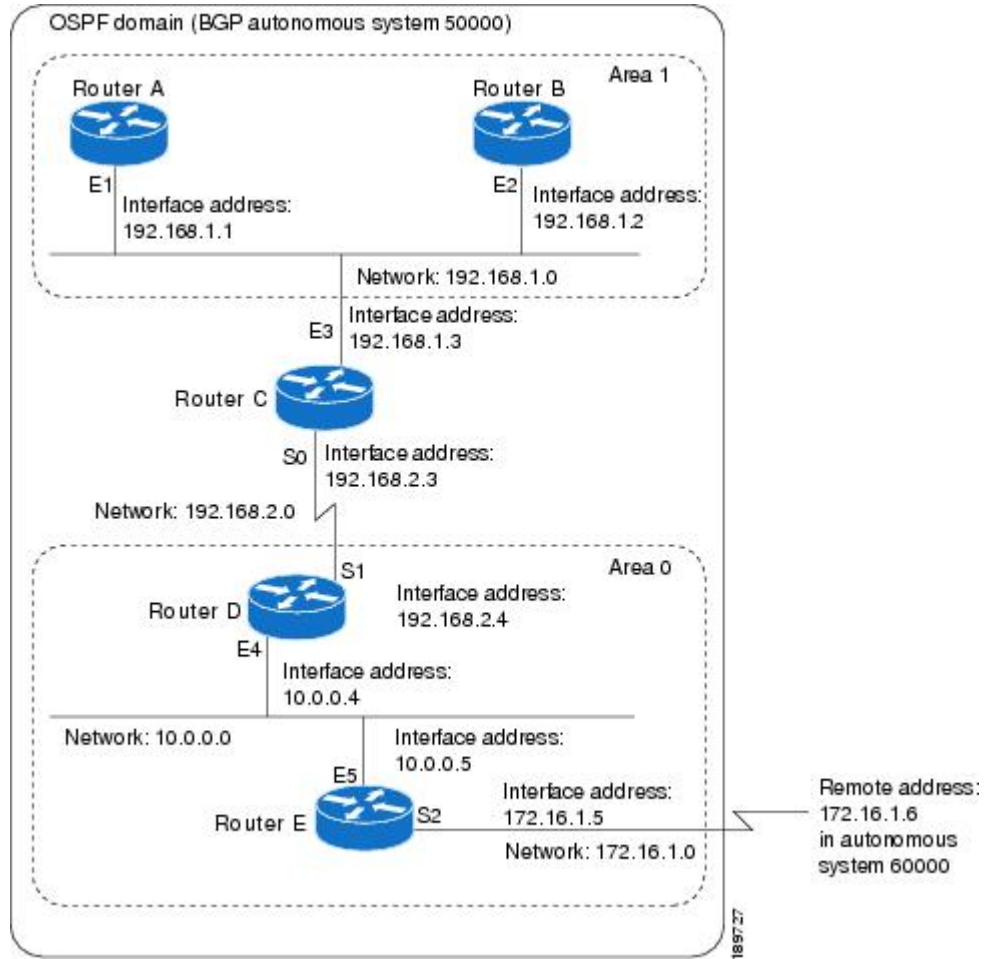 OSPF domain (BGP autonomous system 50000)
Area 1
Router A
Router B
E1
Interface address:
192.168.1.1
E2
Interface address:
192.168.1.2
Network: 192.168.1.0
E3
Interface address:
192.168.1.3
Router C
S0
Interface address:
192.168.2.3
Network: 192.168.2.0
Area 0
S1
Router D
Interface address:
192.168.2.4
E4
Interface address:
10.0.0.4
Network: 10.0.0.0
Interface address:
10.0.0.5
E5
Router E
S2
Interface address:
172.16.1.5
Network: 172.16.1.0
Remote address:
172.16.1.6
in autonomous
system 60000
189727